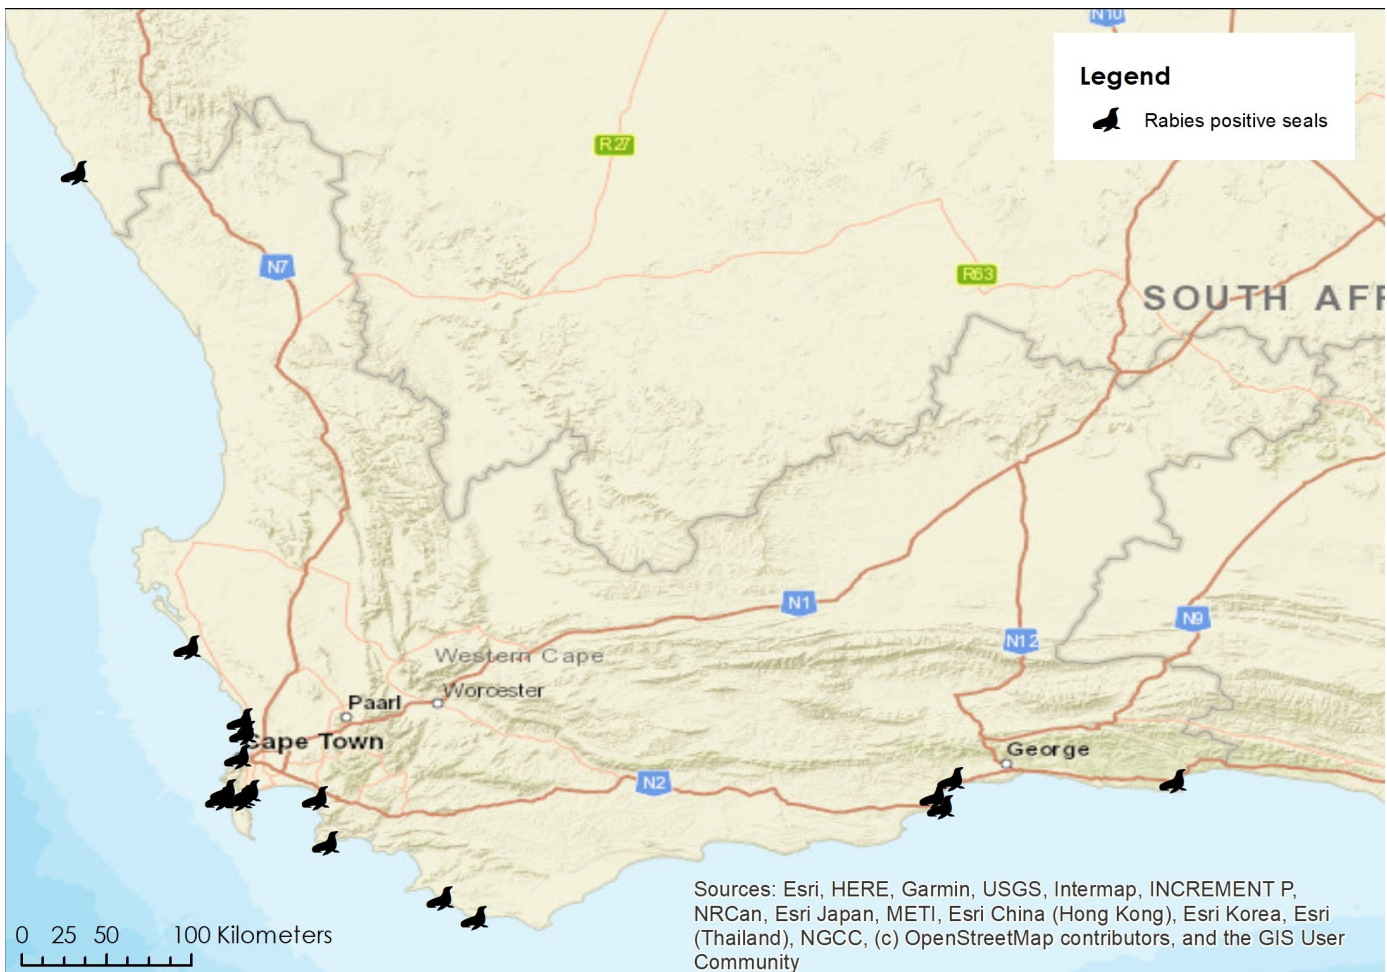 N10
Legend
Rabies positive seals
R27
N7
R63
SOUTH AFR
N1
N12
N9
Western Cape
Worcester
Paarl
Cape Town
George
N2
Sources: Esri, HERE, Garmin, USGS, Intermap, INCREMENT P,
NRCan, Esri Japan, METI, Esri China (Hong Kong), Esri Korea, Esri
(Thailand), NGCC, (c) OpenStreetMap contributors, and the GIS User
Community
0 25 50 100 Kilometers